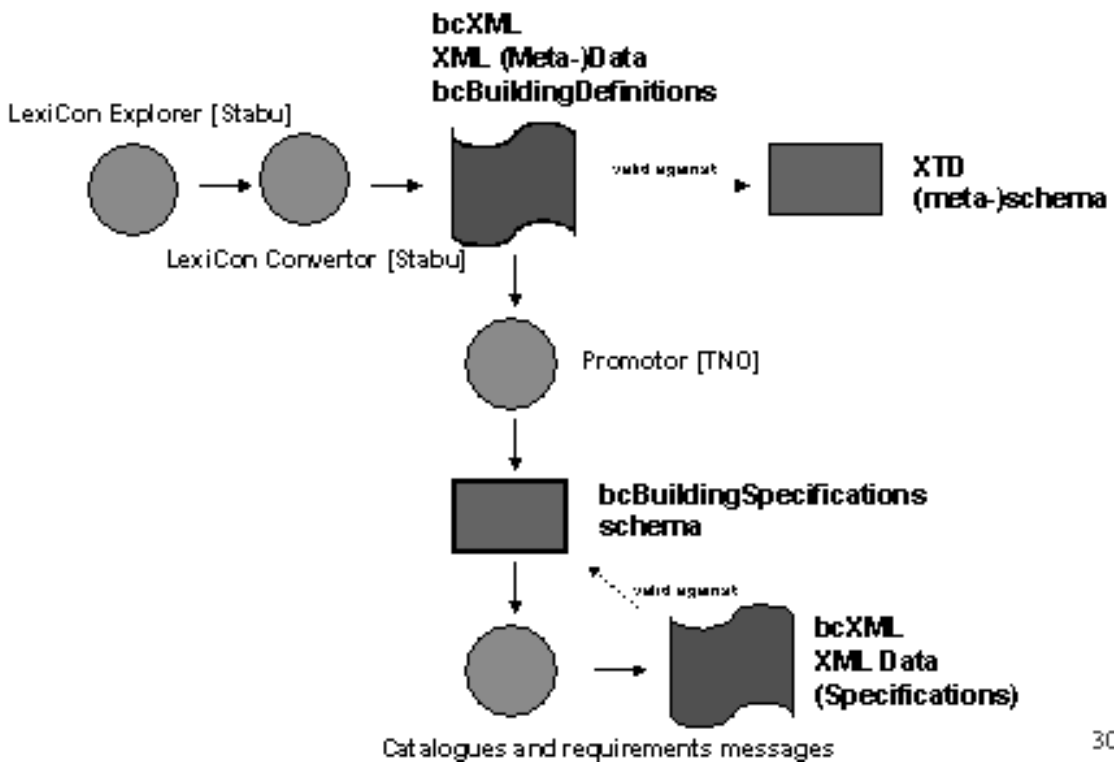 bcXML
XML (Meta-)Data
bcBuildingDefinitions
LexiCon Explorer [Stabu]
valid against
XTD
(meta-)schema
LexiCon Convertor [Stabu]
Promotor [TNO]
bcBuildingSpecifications
schema
valid against
bcXML
XML Data
(Specifications)
Catalogues and requirements messages
30